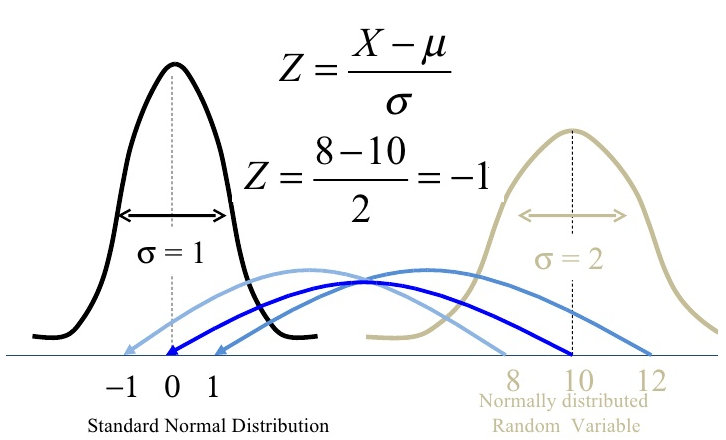 Z = (X − μ) / σ
Z = (8 − 10) / 2 = −1
σ = 1
σ = 2
−1 0 1
8 10 12
Standard Normal Distribution
Normally distributed
Random Variable